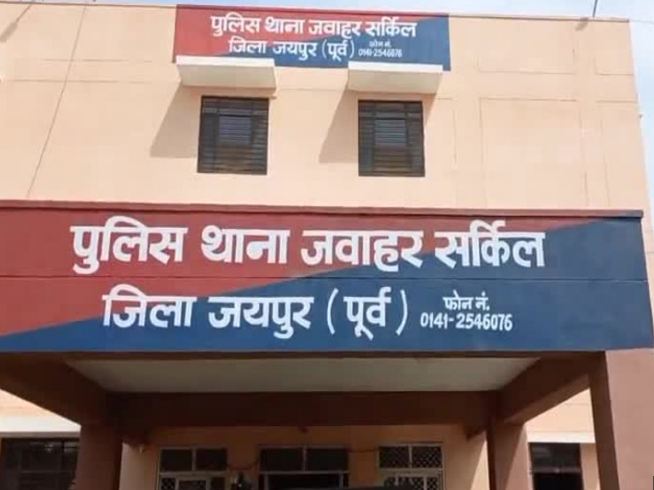 पुलिस थाना जवाहर सर्किल
जिला जयपुर (पूर्व) फोन नं. 0141-2546076
पुलिस थाना जवाहर सर्किल
जिला जयपुर (पूर्व) फोन नं. 0141-2546076